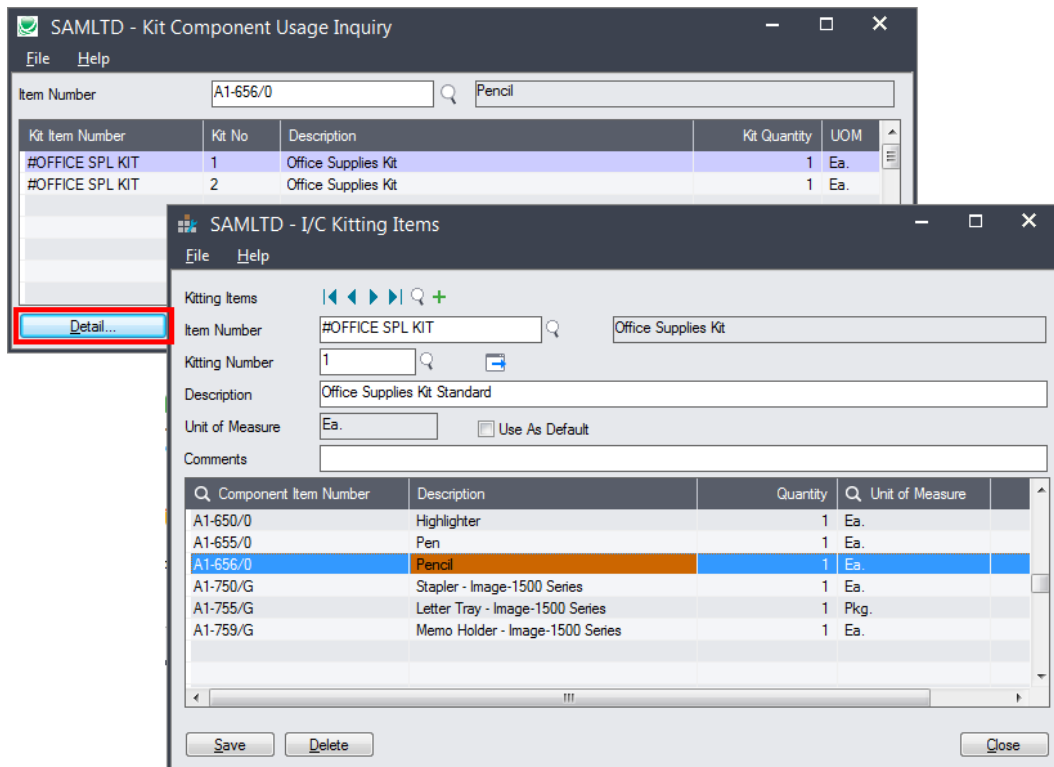 SAMLTD - Kit Component Usage Inquiry
File Help
Item Number A1-656/0 Pencil
Kit Item Number Kit No Description Kit Quantity UOM
#OFFICE SPL KIT 1 Office Supplies Kit 1 Ea.
#OFFICE SPL KIT 2 Office Supplies Kit 1 Ea.
Detail...
SAMLTD - I/C Kitting Items
File Help
Kitting Items
Item Number #OFFICE SPL KIT Office Supplies Kit
Kitting Number 1
Description Office Supplies Kit Standard
Unit of Measure Ea. Use As Default
Comments
Component Item Number Description Quantity Unit of Measure
A1-650/0 Highlighter 1 Ea.
A1-655/0 Pen 1 Ea.
A1-656/0 Pencil 1 Ea.
A1-750/G Stapler - Image-1500 Series 1 Ea.
A1-755/G Letter Tray - Image-1500 Series 1 Pkg.
A1-759/G Memo Holder - Image-1500 Series 1 Ea.
Save Delete Close